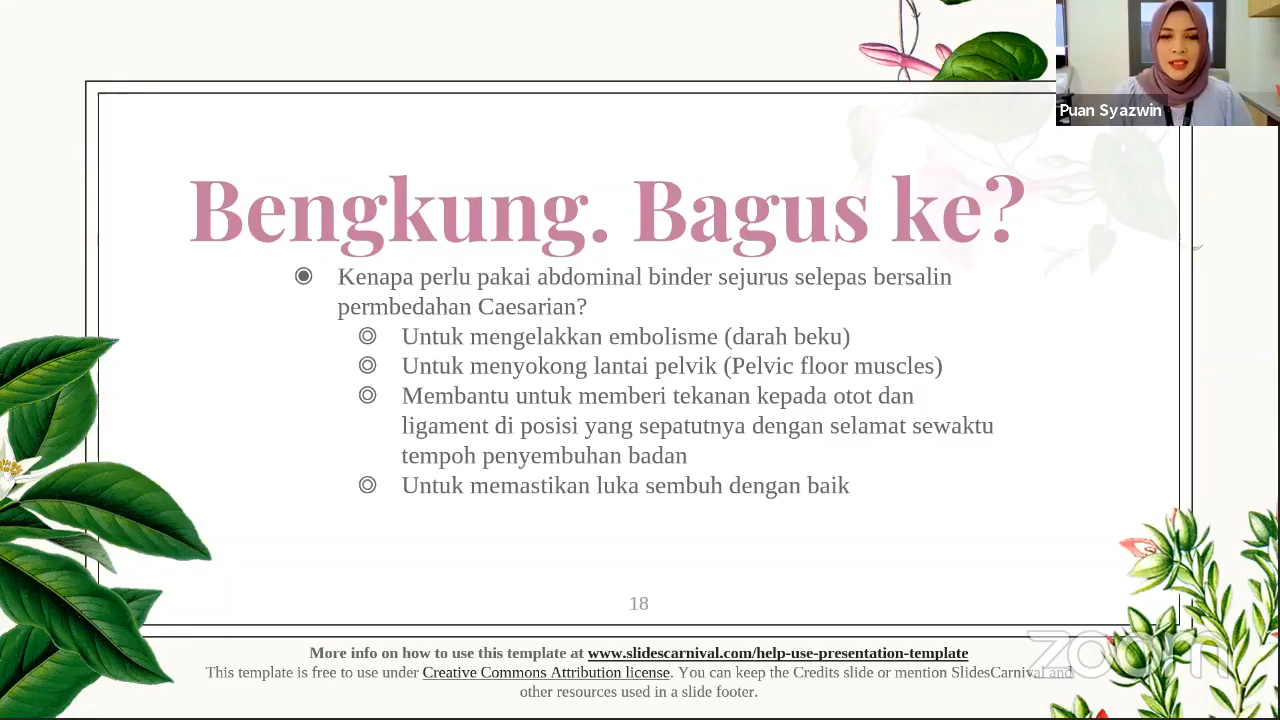 Puan Syazwin
Bengkung. Bagus ke?
Kenapa perlu pakai abdominal binder sejurus selepas bersalin
permbedahan Caesarian?
Untuk mengelakkan embolisme (darah beku)
Untuk menyokong lantai pelvik (Pelvic floor muscles)
Membantu untuk memberi tekanan kepada otot dan
ligament di posisi yang sepatutnya dengan selamat sewaktu
tempoh penyembuhan badan
Untuk memastikan luka sembuh dengan baik
18
More info on how to use this template at www.slidescarnival.com/help-use-presentation-template
This template is free to use under Creative Commons Attribution license. You can keep the Credits slide or mention SlidesCarnival and
other resources used in a slide footer.
zoom